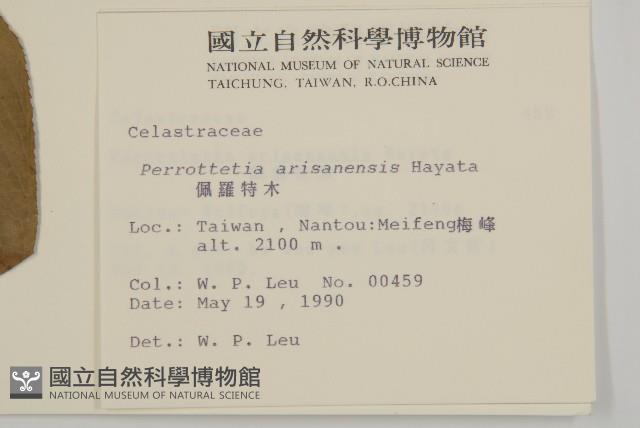 國立自然科學博物館
NATIONAL MUSEUM OF NATURAL SCIENCE
TAICHUNG, TAIWAN, R.O.CHINA
Celastraceae
Perrottetia arisanensis Hayata
佩羅特木
Loc.: Taiwan , Nantou:Meifeng梅峰
alt. 2100 m .
Col.: W. P. Leu No. 00459
Date: May 19 , 1990
Det.: W. P. Leu
國立自然科學博物館
NATIONAL MUSEUM OF NATURAL SCIENCE